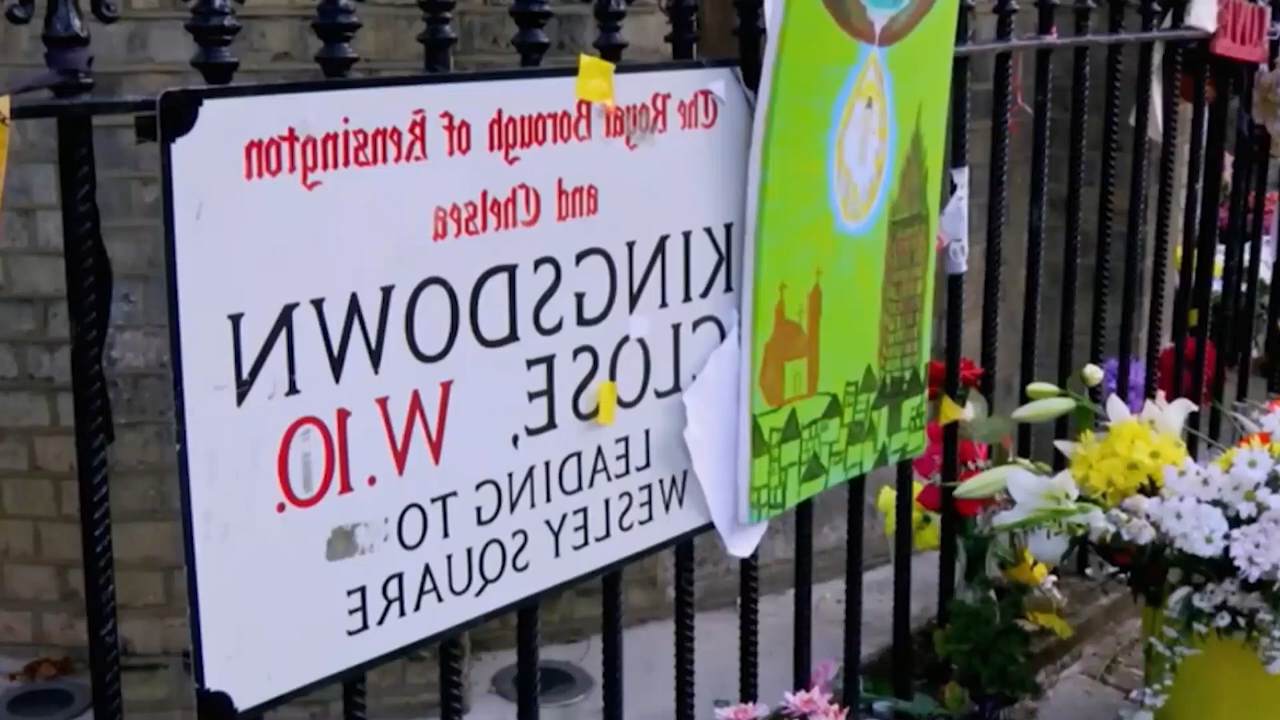 The Royal Borough of Kensington
and Chelsea
KINGSDOWN
CLOSE, W.10.
LEADING TO
WESLEY SQUARE